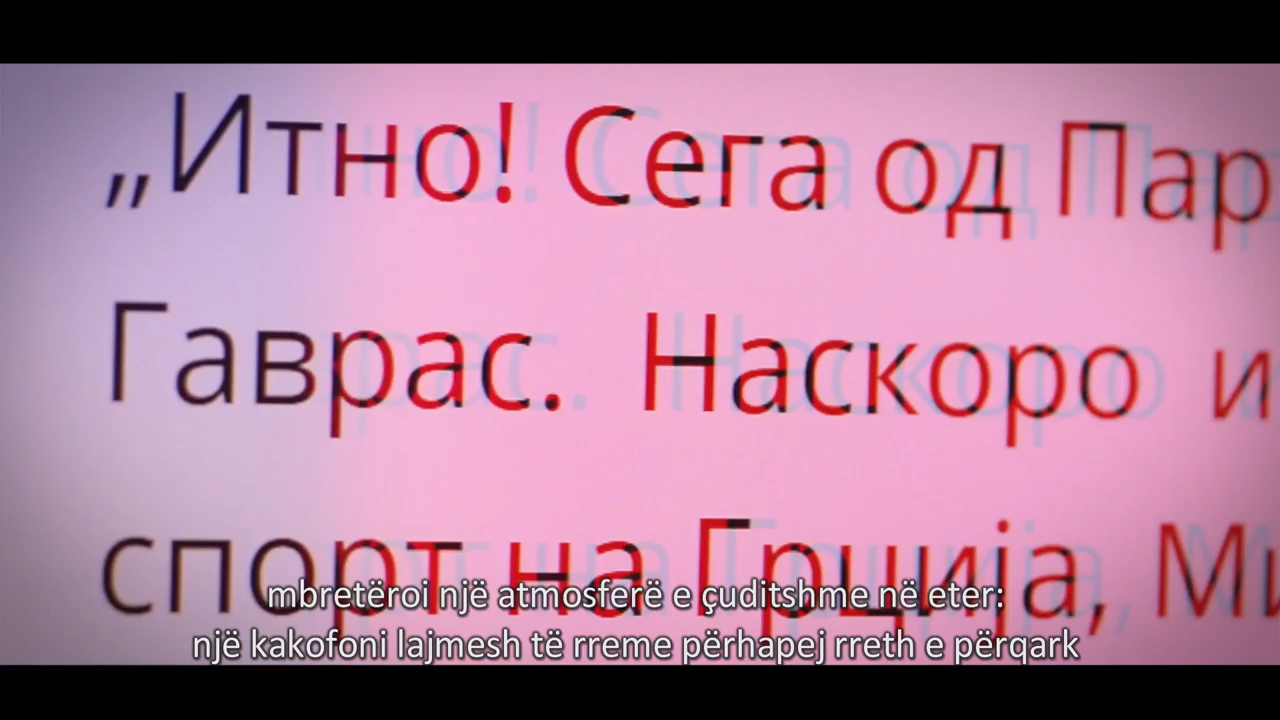 „Итно! Сега од Пар
Гаврас. Наскоро и
спорт на Грција, Ми
mbretëroi një atmosferë e çuditshme në eter:
një kakofoni lajmesh të rreme përhapej rreth e përqark